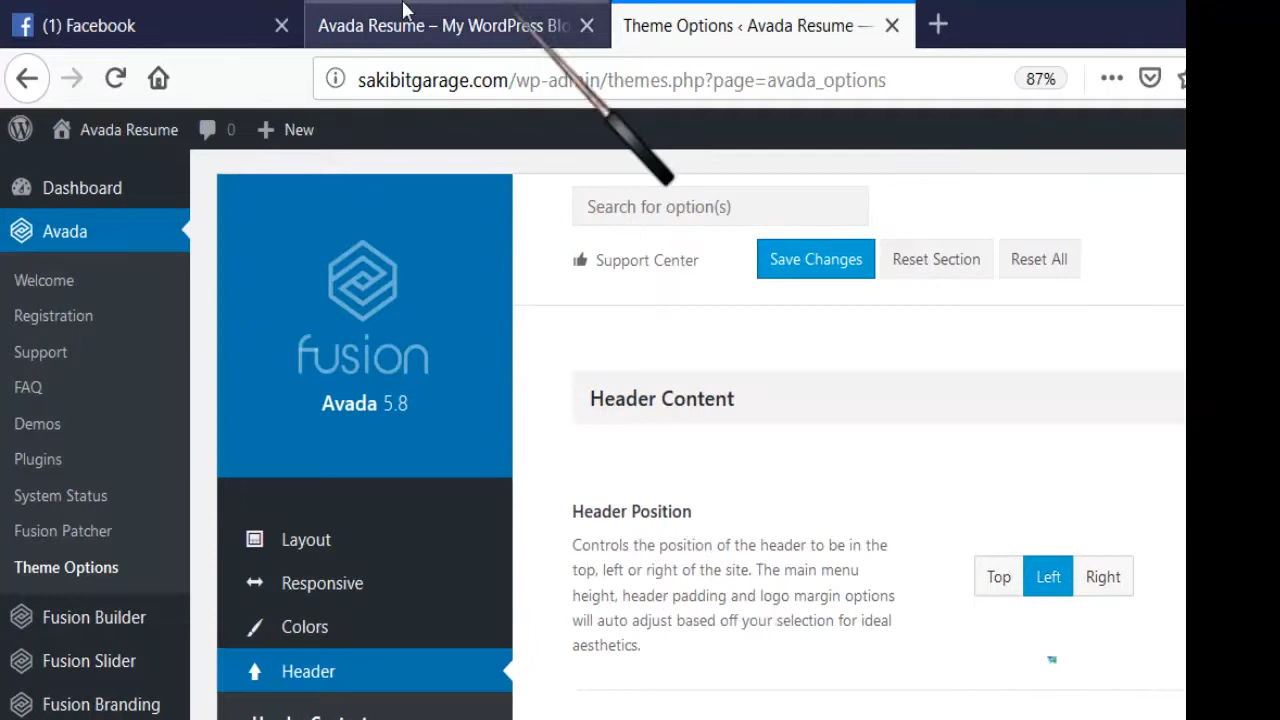 (1) Facebook
Avada Resume – My WordPress Blo
Theme Options ‹ Avada Resume —
sakibitgarage.com/wp-admin/themes.php?page=avada_options
87%
Avada Resume
0
New
Dashboard
Avada
Welcome
Registration
Support
FAQ
Demos
Plugins
System Status
Fusion Patcher
Theme Options
Fusion Builder
Fusion Slider
Fusion Branding
fusion
Avada 5.8
Layout
Responsive
Colors
Header
Search for option(s)
Support Center
Save Changes
Reset Section
Reset All
Header Content
Header Position
Controls the position of the header to be in the
top, left or right of the site. The main menu
height, header padding and logo margin options
will auto adjust based off your selection for ideal
aesthetics.
Top
Left
Right